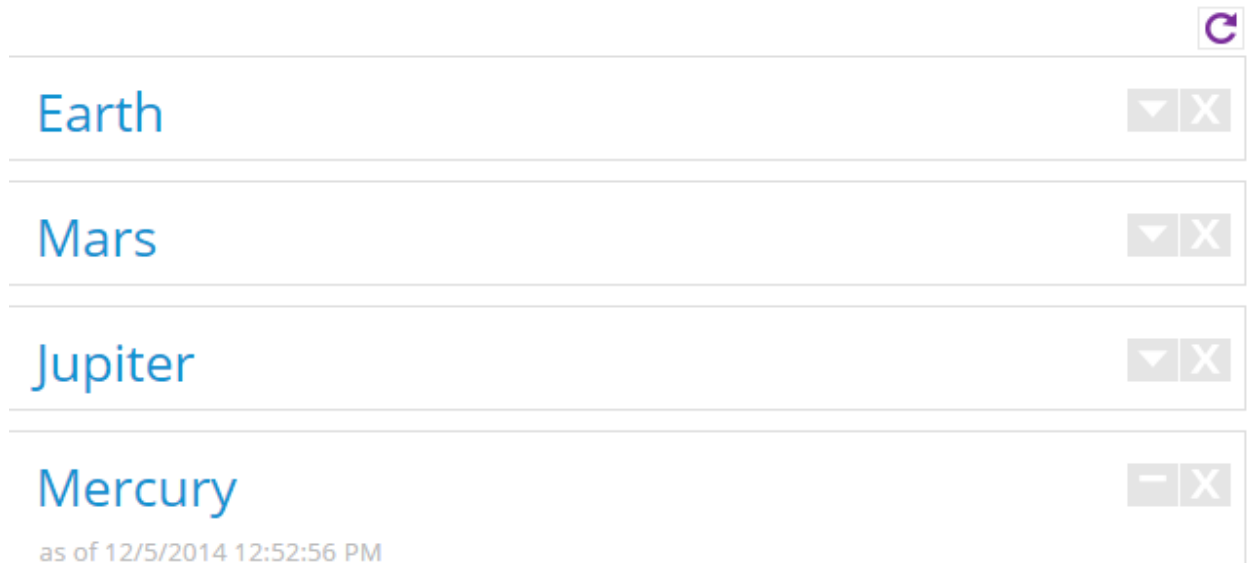 Earth
X
Mars
X
Jupiter
X
Mercury
X
as of 12/5/2014 12:52:56 PM